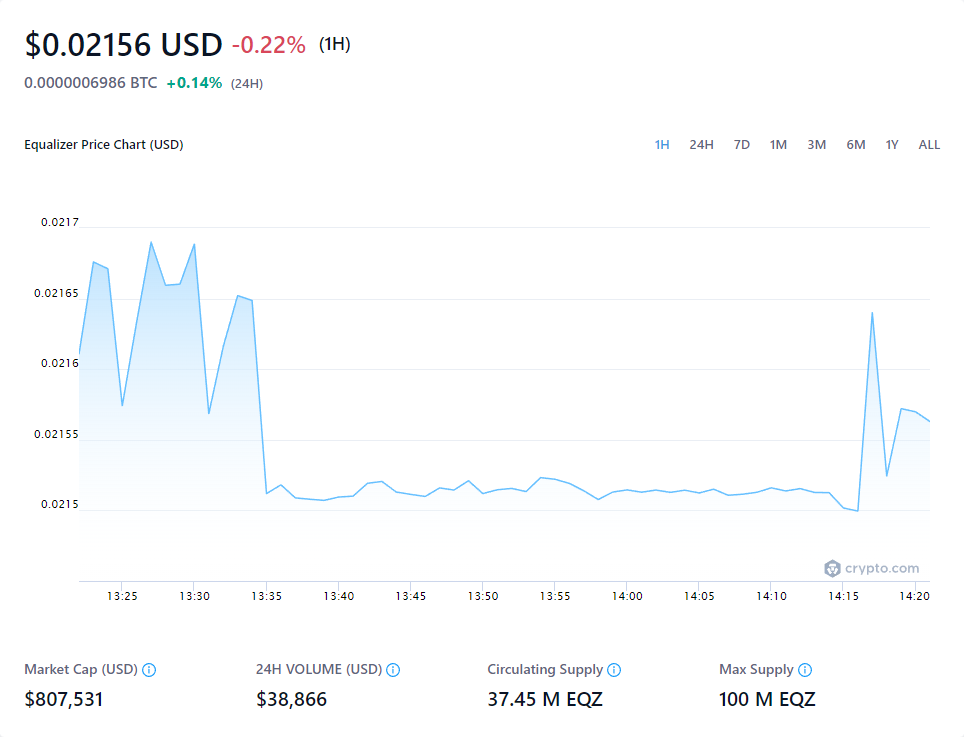 $0.02156 USD -0.22% (1H)
0.0000006986 BTC +0.14% (24H)
Equalizer Price Chart (USD)
1H 24H 7D 1M 3M 6M 1Y ALL
0.0217
0.02165
0.0216
0.02155
0.0215
crypto.com
13:25 13:30 13:35 13:40 13:45 13:50 13:55 14:00 14:05 14:10 14:15 14:20
Market Cap (USD) 24H VOLUME (USD) Circulating Supply Max Supply
$807,531 $38,866 37.45 M EQZ 100 M EQZ